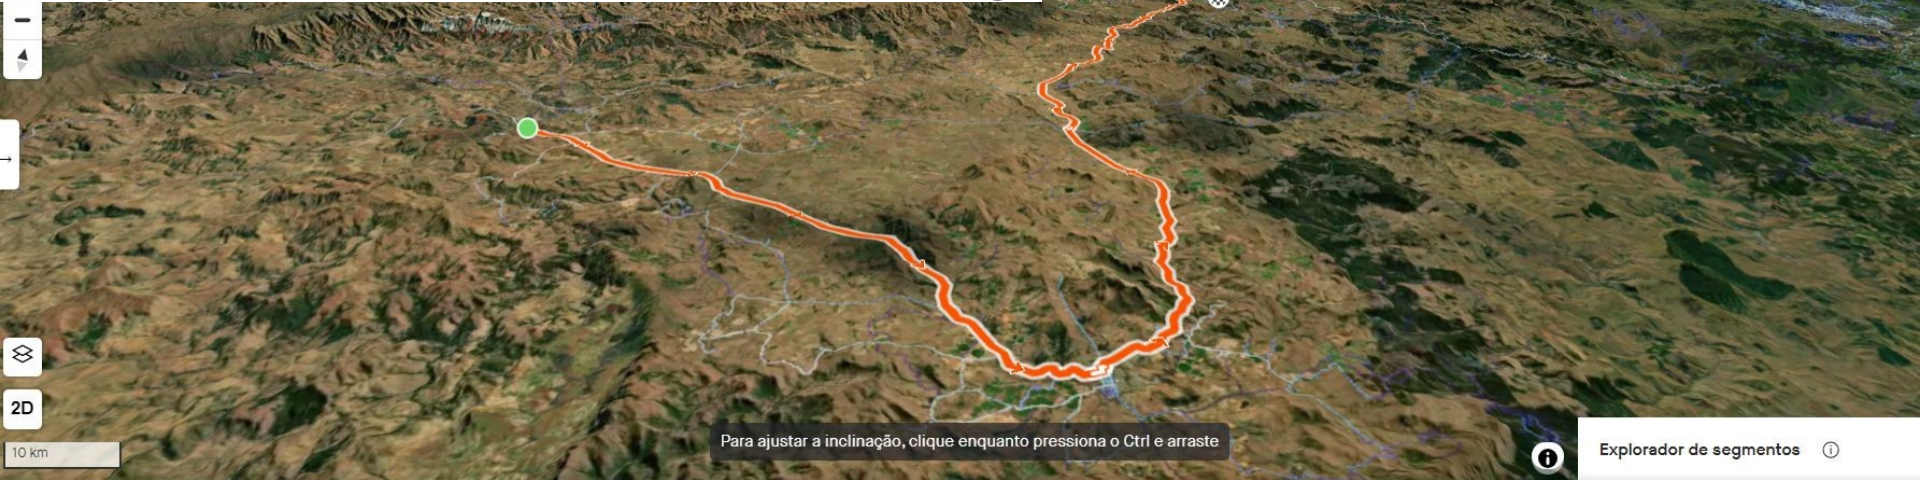 2D
10 km
Para ajustar a inclinação, clique enquanto pressiona o Ctrl e arraste
Explorador de segmentos